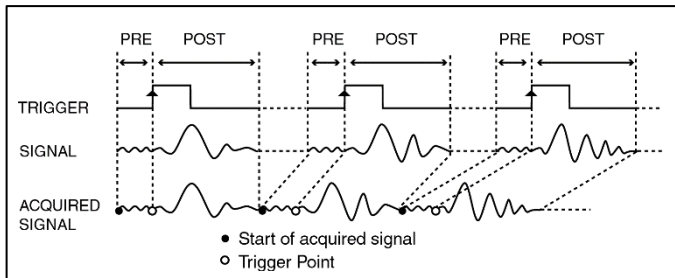 PRE POST PRE POST PRE POST
TRIGGER
SIGNAL
ACQUIRED
SIGNAL
Start of acquired signal
Trigger Point